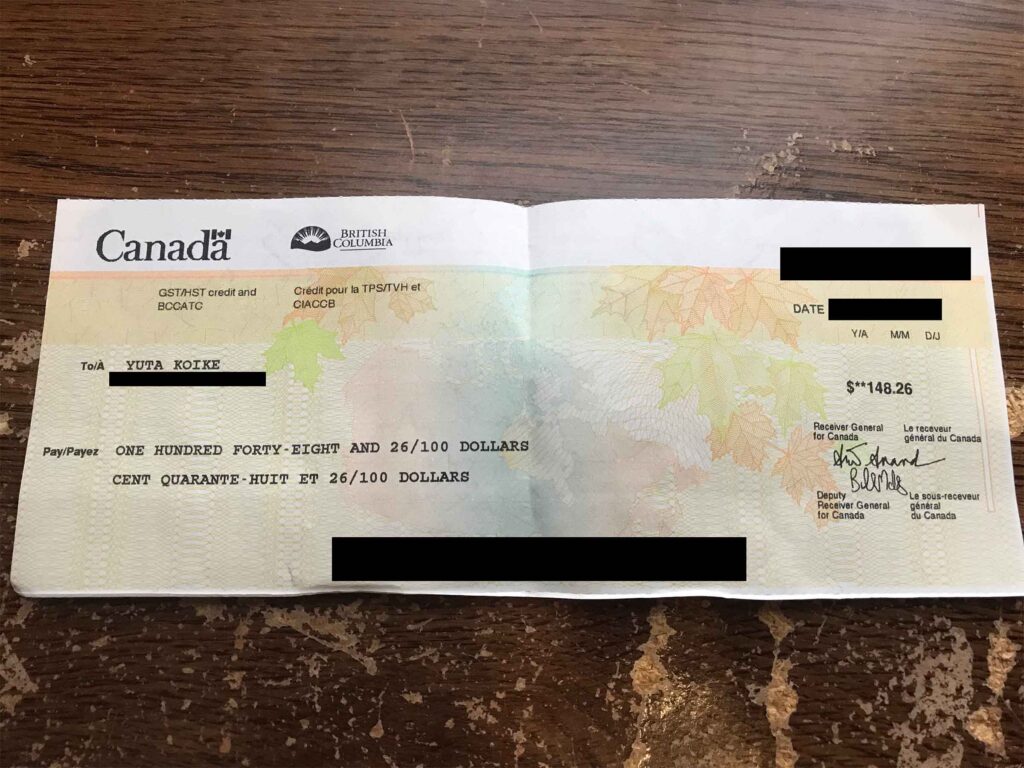 Canada
BRITISH
COLUMBIA
GST/HST credit and
BCCATC
Crédit pour la TPS/TVH et
CIACCB
DATE
Y/A M/M D/J
To/À YUTA KOIKE
$**148.26
Pay/Payez ONE HUNDRED FORTY-EIGHT AND 26/100 DOLLARS
CENT QUARANTE-HUIT ET 26/100 DOLLARS
Receiver General
for Canada
Le receveur
général du Canada
Anand
Deputy
Receiver General
for Canada
Le sous-receveur
général
du Canada